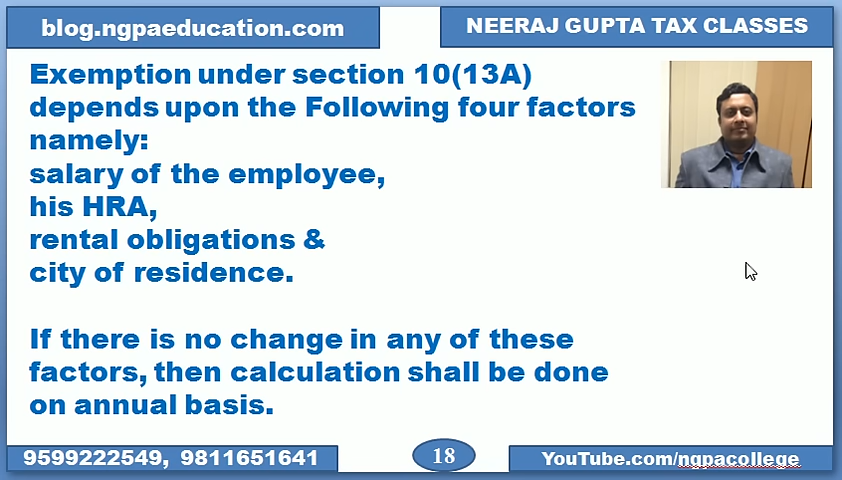 blog.ngpaeducation.com
NEERAJ GUPTA TAX CLASSES
Exemption under section 10(13A)
depends upon the Following four factors
namely:
salary of the employee,
his HRA,
rental obligations &
city of residence.
If there is no change in any of these
factors, then calculation shall be done
on annual basis.
9599222549, 9811651641
18
YouTube.com/ngpacollege